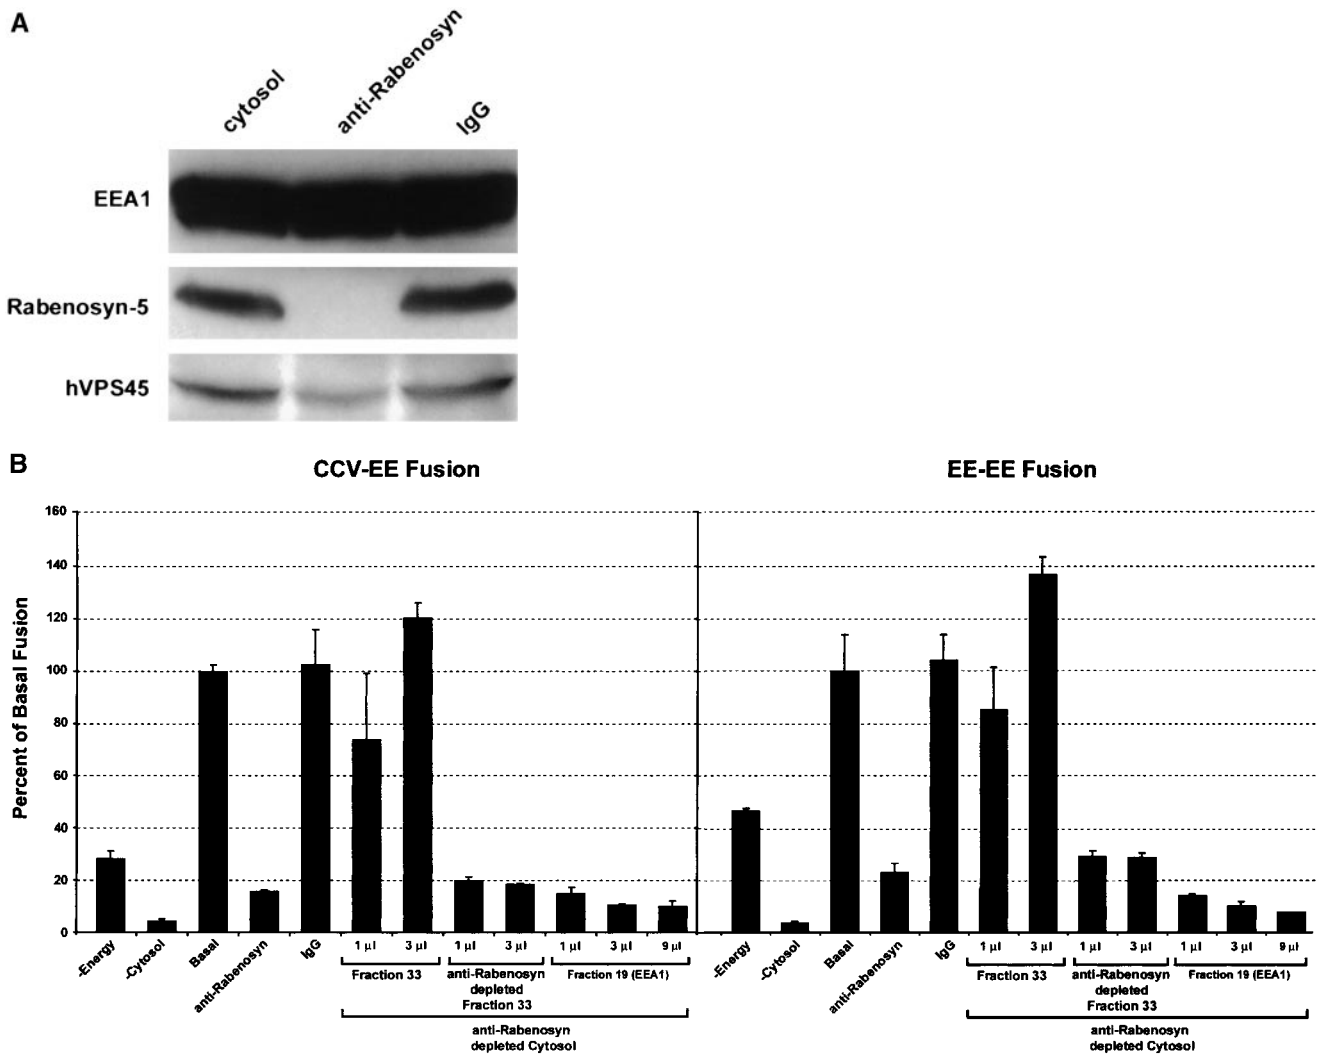 A
cytosol
anti-Rabenosyn
IgG
EEA1
Rabenosyn-5
hVPS45
B
CCV-EE Fusion
EE-EE Fusion
Percent of Basal Fusion
160
140
120
100
80
60
40
20
0
-Energy
-Cytosol
Basal
anti-Rabenosyn
IgG
1 µl
3 µl
1 µl
3 µl
1 µl
3 µl
9 µl
Fraction 33
anti-Rabenosyn
depleted
Fraction 33
Fraction 19 (EEA1)
anti-Rabenosyn
depleted Cytosol
-Energy
-Cytosol
Basal
anti-Rabenosyn
IgG
1 µl
3 µl
1 µl
3 µl
1 µl
3 µl
9 µl
Fraction 33
anti-Rabenosyn
depleted
Fraction 33
Fraction 19 (EEA1)
anti-Rabenosyn
depleted Cytosol